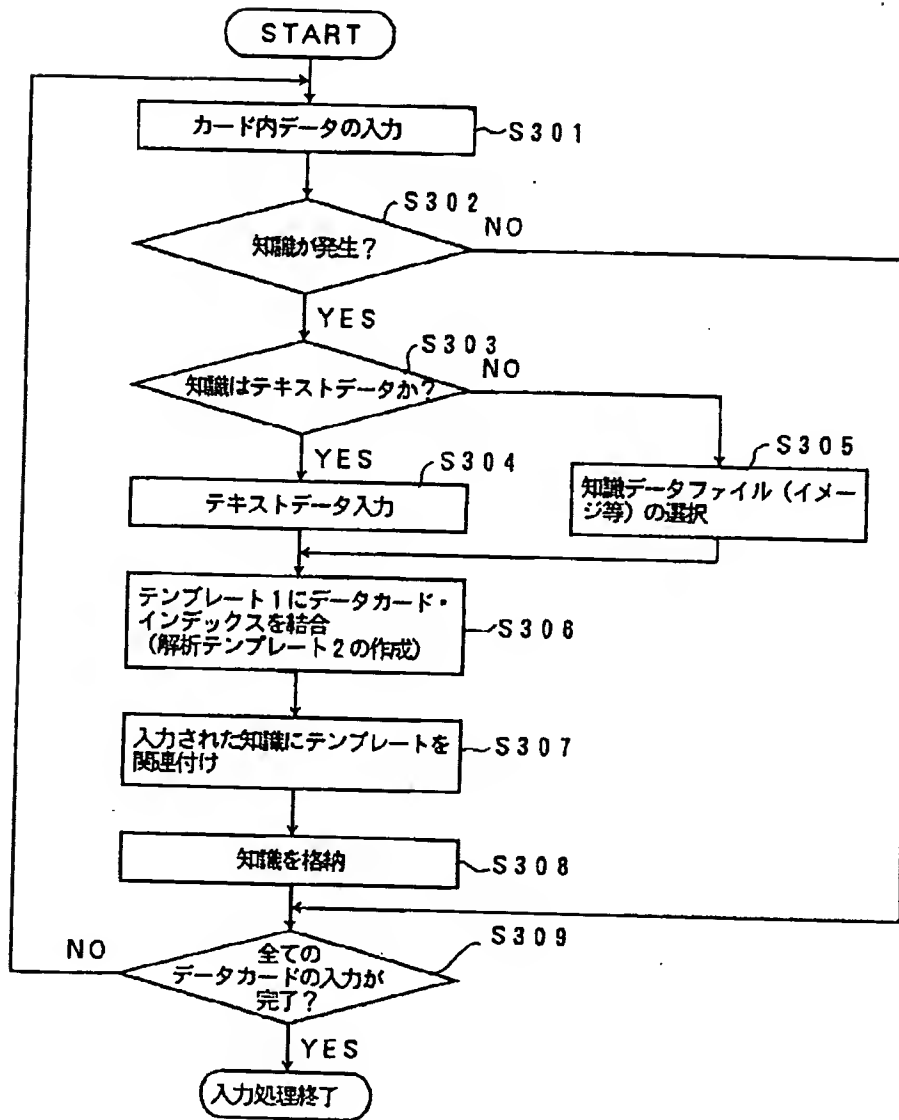 START
カード内データの入力
S301
S302
知識が発生?
NO
YES
S303
知識はテキストデータか?
NO
YES
S304
テキストデータ入力
S305
知識データファイル(イメー
ジ等)の選択
テンプレート1にデータカード・
インデックスを結合
(解析テンプレート2の作成)
S306
入力された知識にテンプレートを
関連付け
S307
知識を格納
S308
S309
NO
全ての
データカードの入力が
完了?
YES
入力処理終了